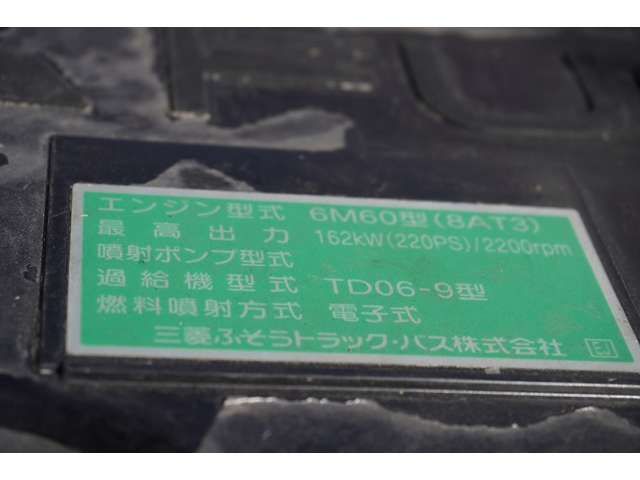 エンジン型式 6M60型(8AT3)
最高出力 162kW(220PS)/2200rpm
噴射ポンプ型式
過給機型式 TD06-9型
燃料噴射方式 電子式
三菱ふそうトラック・バス株式会社